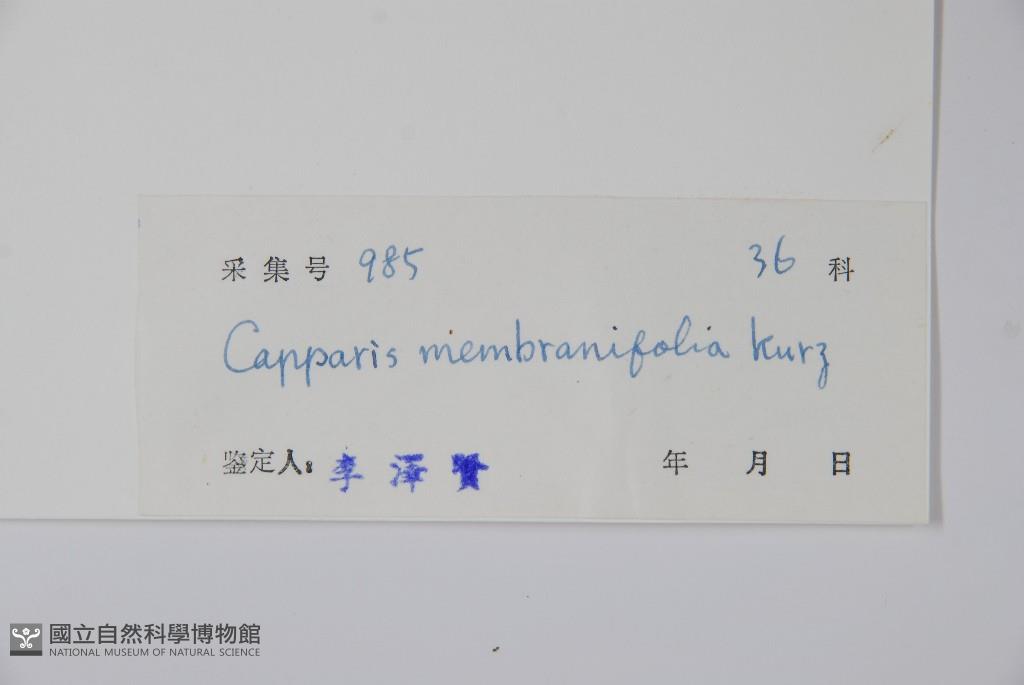 采集号 985 36 科
Capparis membranifolia Kurz
鉴定人: 李澤賢 年 月 日
國立自然科學博物館
NATIONAL MUSEUM OF NATURAL SCIENCE